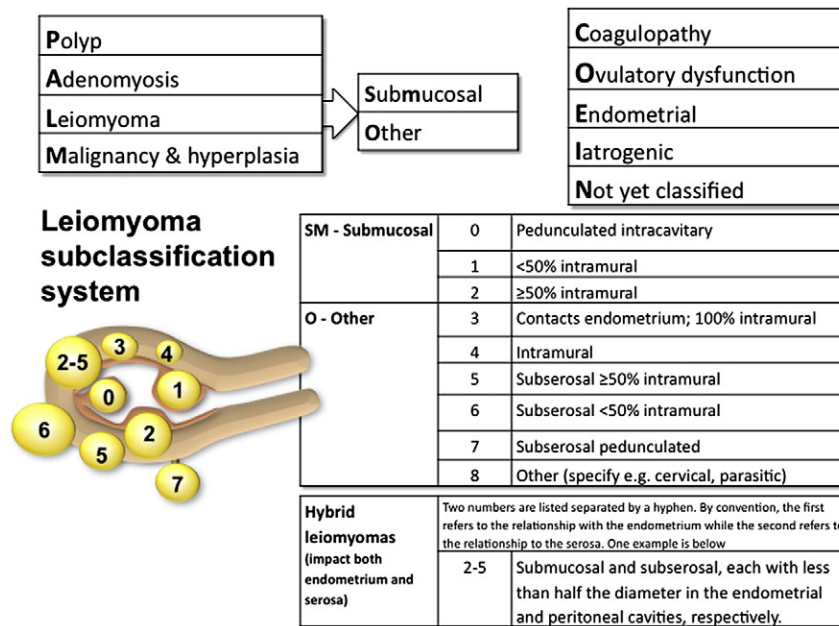 Polyp
Adenomyosis
Leiomyoma
Malignancy & hyperplasia
Submucosal
Other
Coagulopathy
Ovulatory dysfunction
Endometrial
Iatrogenic
Not yet classified
Leiomyoma
subclassification
system
SM - Submucosal
0 Pedunculated intracavitary
1 <50% intramural
2 ≥50% intramural
O - Other
3 Contacts endometrium; 100% intramural
4 Intramural
5 Subserosal ≥50% intramural
6 Subserosal <50% intramural
7 Subserosal pedunculated
8 Other (specify e.g. cervical, parasitic)
3
4
2-5
0
1
6
2
5
7
Hybrid
leiomyomas
(impact both
endometrium and
serosa)
Two numbers are listed separated by a hyphen. By convention, the first
refers to the relationship with the endometrium while the second refers to
the relationship to the serosa. One example is below
2-5 Submucosal and subserosal, each with less
than half the diameter in the endometrial
and peritoneal cavities, respectively.